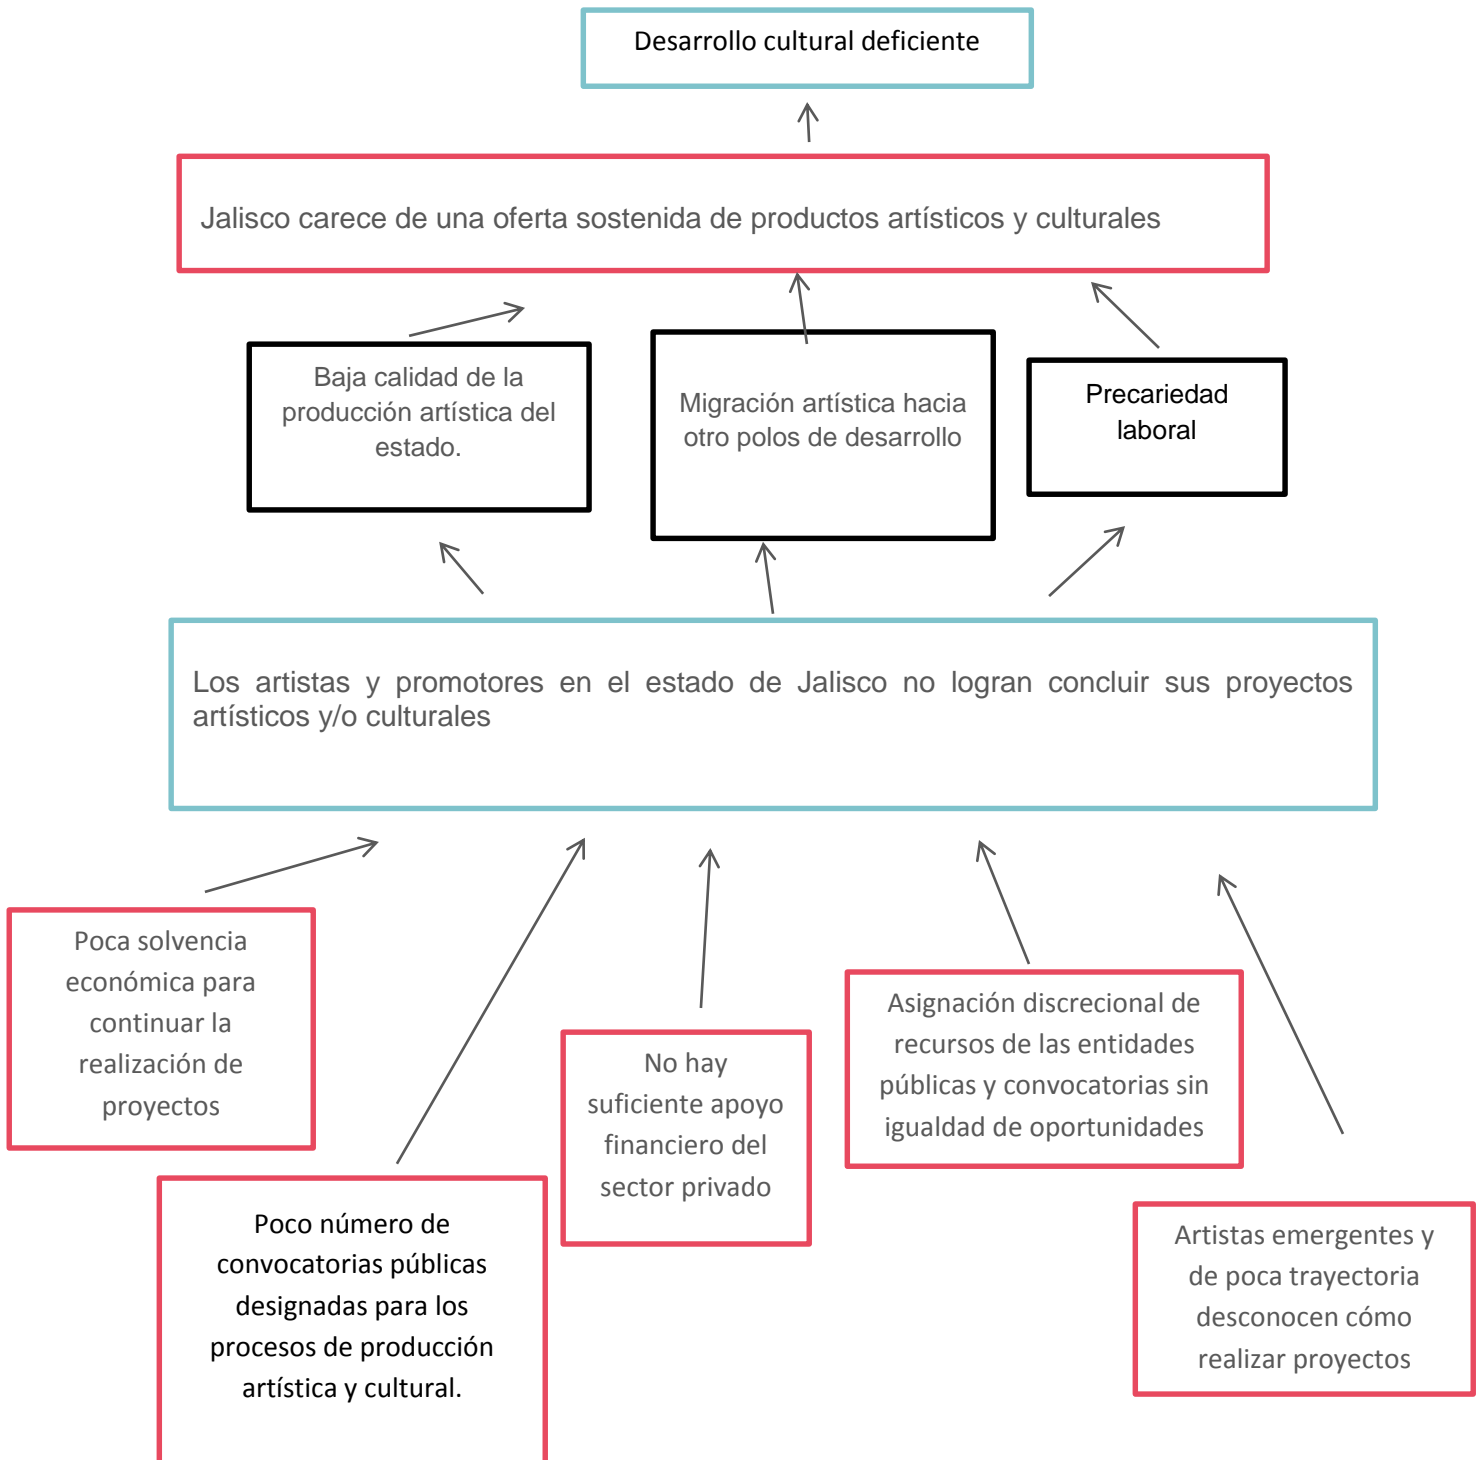 Desarrollo cultural deficiente
Jalisco carece de una oferta sostenida de productos artísticos y culturales
Baja calidad de la
producción artística del
estado.
Migración artística hacia
otro polos de desarrollo
Precariedad
laboral
Los artistas y promotores en el estado de Jalisco no logran concluir sus proyectos
artísticos y/o culturales
Poca solvencia
económica para
continuar la
realización de
proyectos
Poco número de
convocatorias públicas
designadas para los
procesos de producción
artística y cultural.
No hay
suficiente apoyo
financiero del
sector privado
Asignación discrecional de
recursos de las entidades
públicas y convocatorias sin
igualdad de oportunidades
Artistas emergentes y
de poca trayectoria
desconocen cómo
realizar proyectos